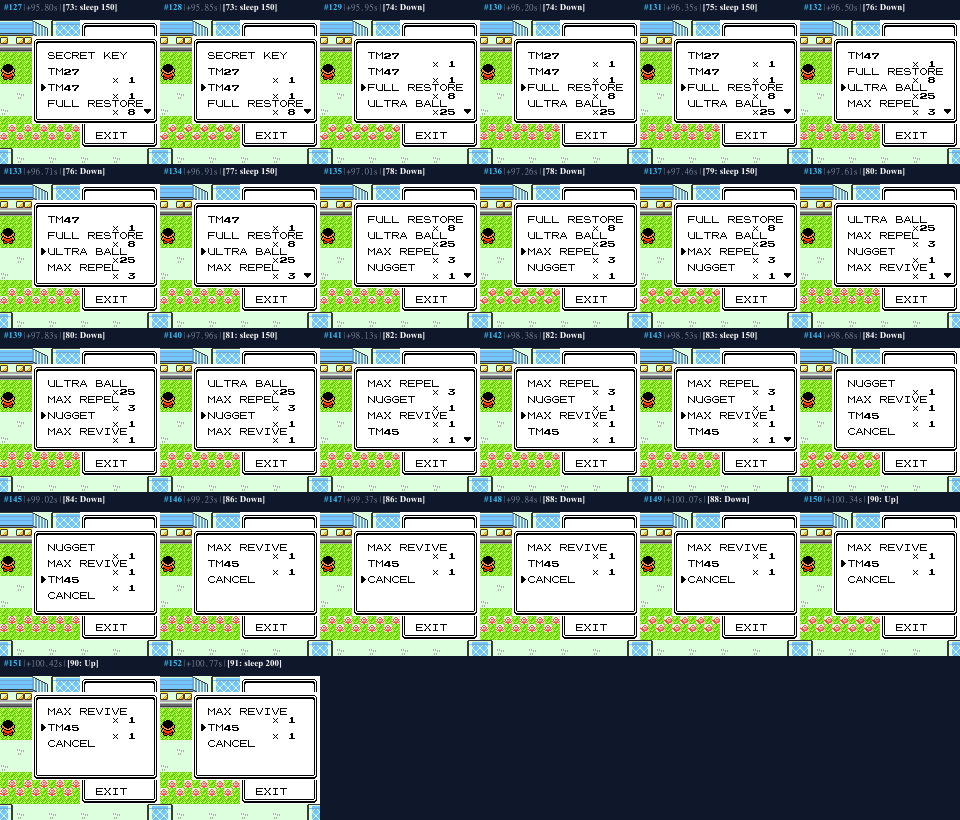 #127|+95.80s|[73: sleep 150]
SECRET KEY
TM27
× 1
▶TM47
× 1
FULL RESTORE
× 8
EXIT
#128|+95.85s|[73: sleep 150]
SECRET KEY
TM27
× 1
▶TM47
× 1
FULL RESTORE
× 8
EXIT
#129|+95.95s|[74: Down]
TM27
× 1
TM47
× 1
▶FULL RESTORE
× 8
ULTRA BALL
×25
EXIT
#130|+96.20s|[74: Down]
TM27
× 1
TM47
× 1
▶FULL RESTORE
× 8
ULTRA BALL
×25
EXIT
#131|+96.35s|[75: sleep 150]
TM27
× 1
TM47
× 1
▶FULL RESTORE
× 8
ULTRA BALL
×25
EXIT
#132|+96.50s|[76: Down]
TM47
× 1
FULL RESTORE
× 8
▶ULTRA BALL
×25
MAX REPEL
× 3
EXIT
#133|+96.71s|[76: Down]
TM47
× 1
FULL RESTORE
× 8
▶ULTRA BALL
×25
MAX REPEL
× 3
EXIT
#134|+96.91s|[77: sleep 150]
TM47
× 1
FULL RESTORE
× 8
▶ULTRA BALL
×25
MAX REPEL
× 3
EXIT
#135|+97.01s|[78: Down]
FULL RESTORE
× 8
ULTRA BALL
×25
MAX REPEL
× 3
NUGGET
× 1
EXIT
#136|+97.26s|[78: Down]
FULL RESTORE
× 8
ULTRA BALL
×25
▶MAX REPEL
× 3
NUGGET
× 1
EXIT
#137|+97.46s|[79: sleep 150]
FULL RESTORE
× 8
ULTRA BALL
×25
▶MAX REPEL
× 3
NUGGET
× 1
EXIT
#138|+97.61s|[80: Down]
ULTRA BALL
×25
MAX REPEL
× 3
NUGGET
× 1
MAX REVIVE
× 1
EXIT
#139|+97.83s|[80: Down]
ULTRA BALL
×25
MAX REPEL
× 3
▶NUGGET
× 1
MAX REVIVE
× 1
EXIT
#140|+97.96s|[81: sleep 150]
ULTRA BALL
×25
MAX REPEL
× 3
▶NUGGET
× 1
MAX REVIVE
× 1
EXIT
#141|+98.13s|[82: Down]
MAX REPEL
× 3
NUGGET
× 1
MAX REVIVE
× 1
TM45
× 1
EXIT
#142|+98.38s|[82: Down]
MAX REPEL
× 3
NUGGET
× 1
▶MAX REVIVE
× 1
TM45
× 1
EXIT
#143|+98.53s|[83: sleep 150]
MAX REPEL
× 3
NUGGET
× 1
▶MAX REVIVE
× 1
TM45
× 1
EXIT
#144|+98.68s|[84: Down]
NUGGET
× 1
MAX REVIVE
× 1
TM45
× 1
CANCEL
EXIT
#145|+99.02s|[84: Down]
NUGGET
× 1
MAX REVIVE
× 1
▶TM45
× 1
CANCEL
EXIT
#146|+99.23s|[86: Down]
MAX REVIVE
× 1
TM45
× 1
CANCEL
EXIT
#147|+99.37s|[86: Down]
MAX REVIVE
× 1
TM45
× 1
▶CANCEL
EXIT
#148|+99.84s|[88: Down]
MAX REVIVE
× 1
TM45
× 1
▶CANCEL
EXIT
#149|+100.07s|[88: Down]
MAX REVIVE
× 1
TM45
× 1
▶CANCEL
EXIT
#150|+100.34s|[90: Up]
MAX REVIVE
× 1
▶TM45
× 1
CANCEL
EXIT
#151|+100.42s|[90: Up]
MAX REVIVE
× 1
▶TM45
× 1
CANCEL
EXIT
#152|+100.77s|[91: sleep 200]
MAX REVIVE
× 1
▶TM45
× 1
CANCEL
EXIT